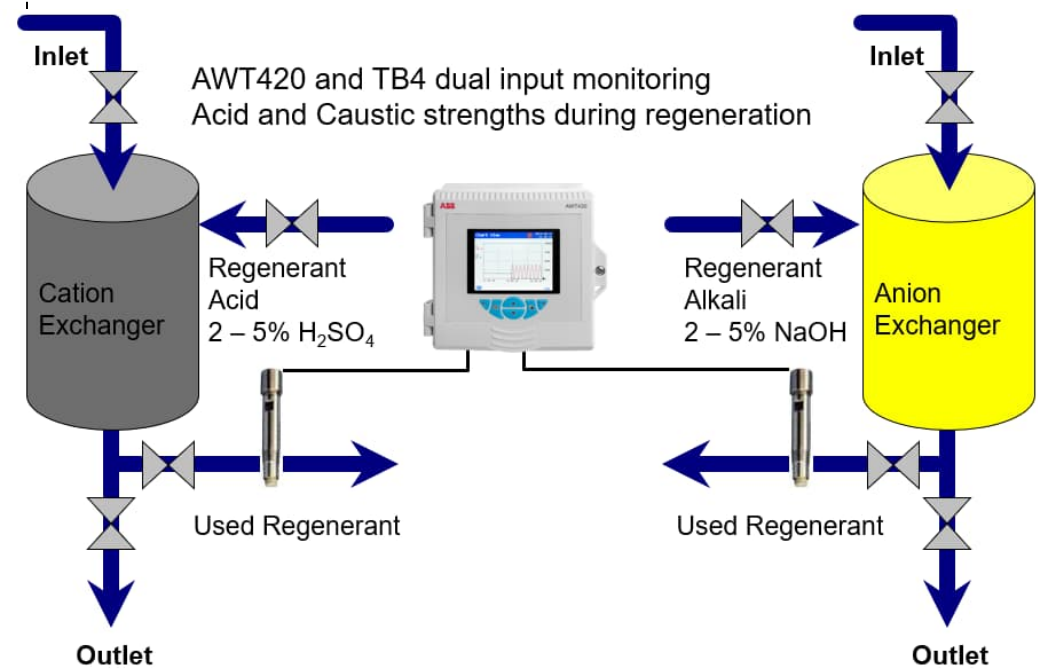 Inlet
Inlet
AWT420 and TB4 dual input monitoring
Acid and Caustic strengths during regeneration
ABB
AWT420
Cation
Exchanger
Regenerant
Acid
2 – 5% H₂SO₄
Regenerant
Alkali
2 – 5% NaOH
Anion
Exchanger
Used Regenerant
Used Regenerant
Outlet
Outlet